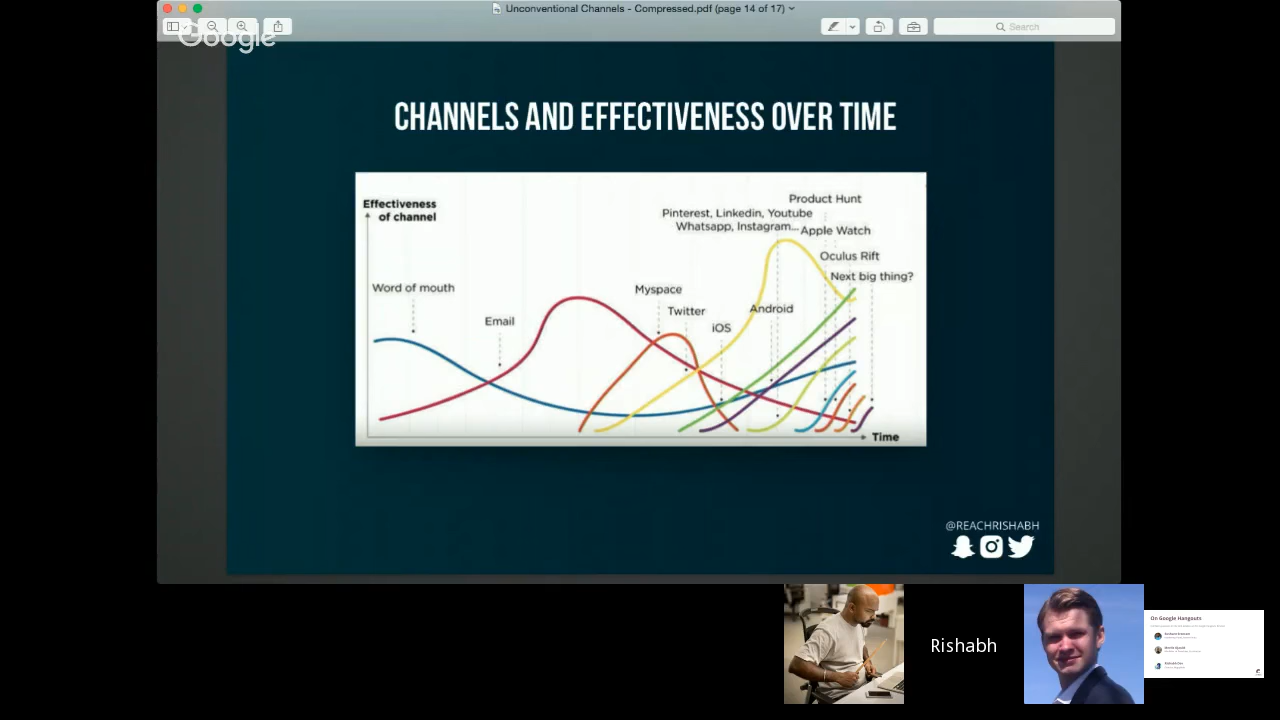 Unconventional Channels - Compressed.pdf (page 14 of 17)
Google
Search
CHANNELS AND EFFECTIVENESS OVER TIME
Effectiveness
of channel
Product Hunt
Pinterest, Linkedin, Youtube
Whatsapp, Instagram...
Apple Watch
Oculus Rift
Next big thing?
Word of mouth
Myspace
Email
Twitter
Android
iOS
Time
@REACHRISHABH
Rishabh
On Google Hangouts